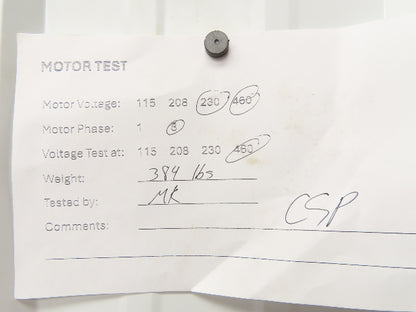 MOTOR TEST
Motor Voltage: 115 208 230 460
Motor Phase: 1 3
Voltage Test at: 115 208 230 460
Weight: 384 lbs
Tested by: MK
Comments: CSP